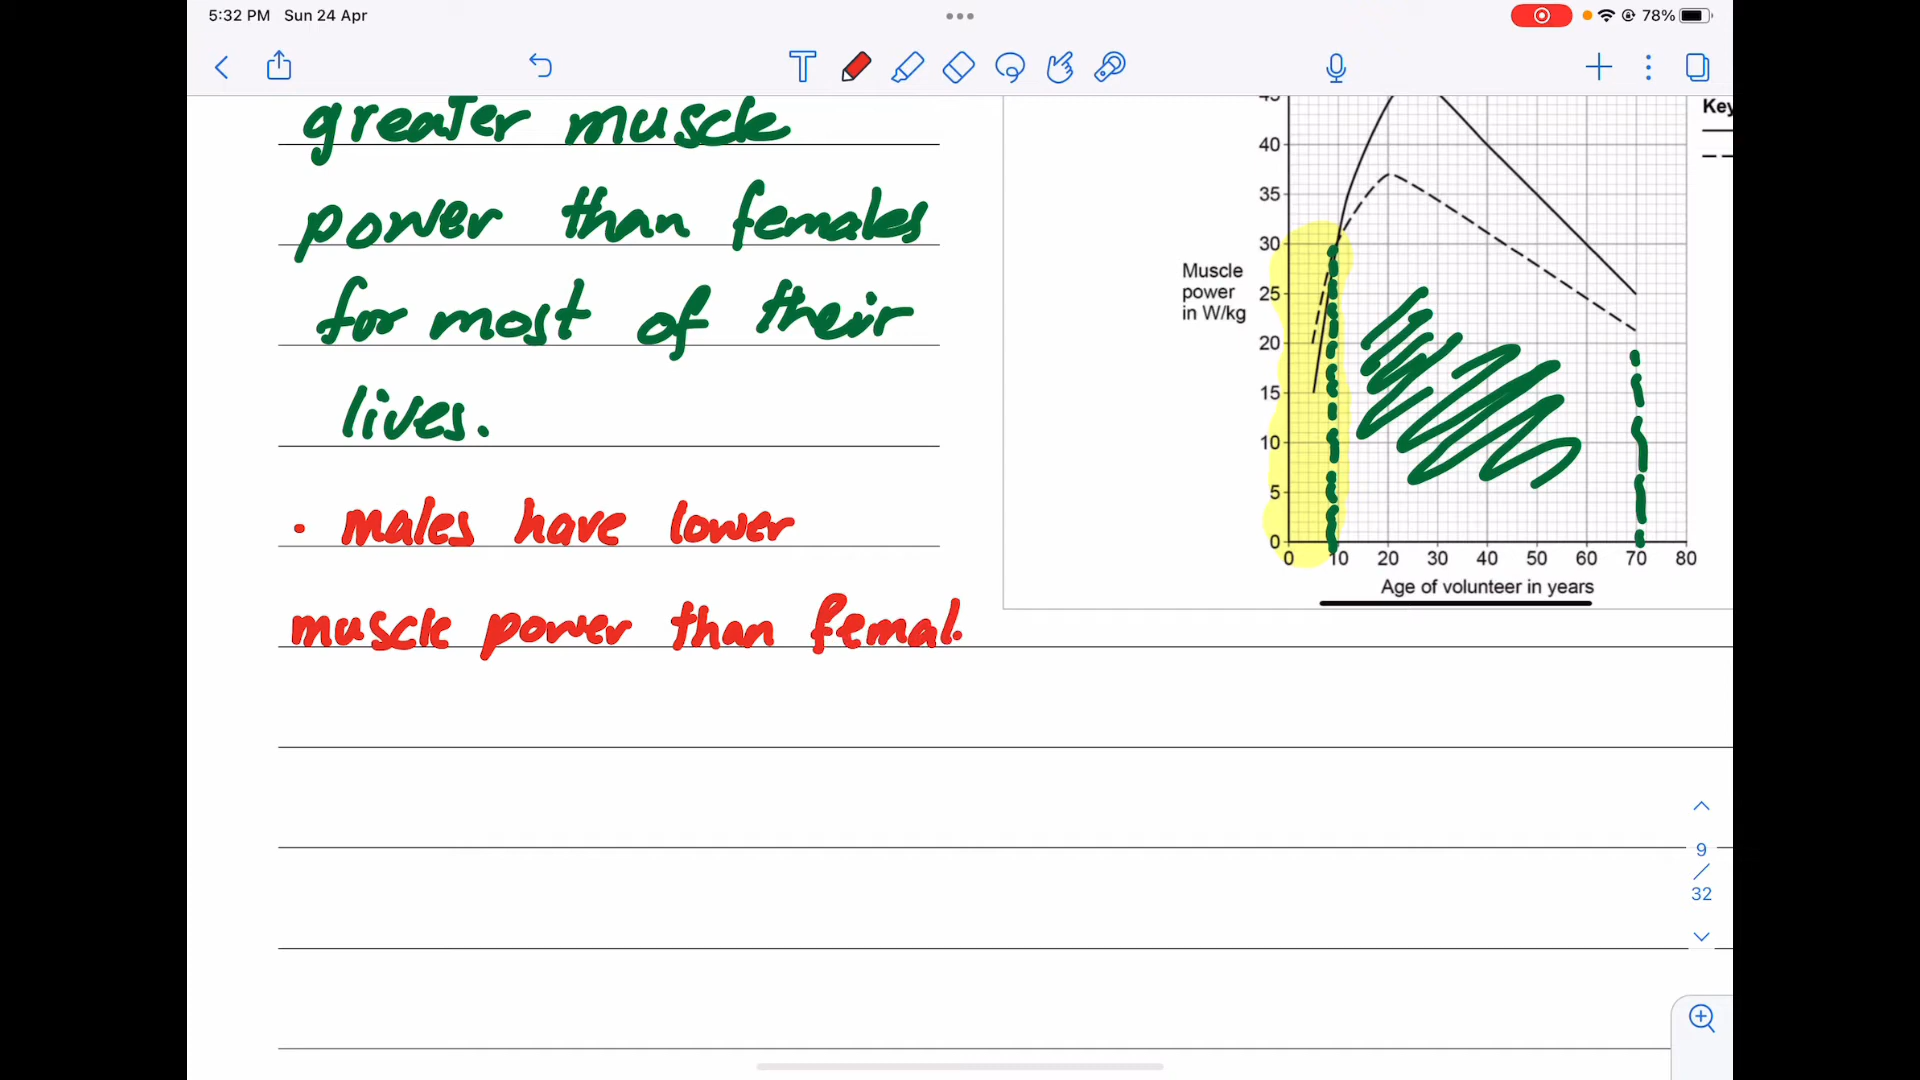 5:32 PM Sun 24 Apr
78%
greater muscle
power than females
for most of their
lives.
. Males have lower
muscle power than femal.
Key
45
40
35
30
25
20
15
10
5
0
Muscle
power
in W/kg
0 10 20 30 40 50 60 70 80
Age of volunteer in years
9
/
32